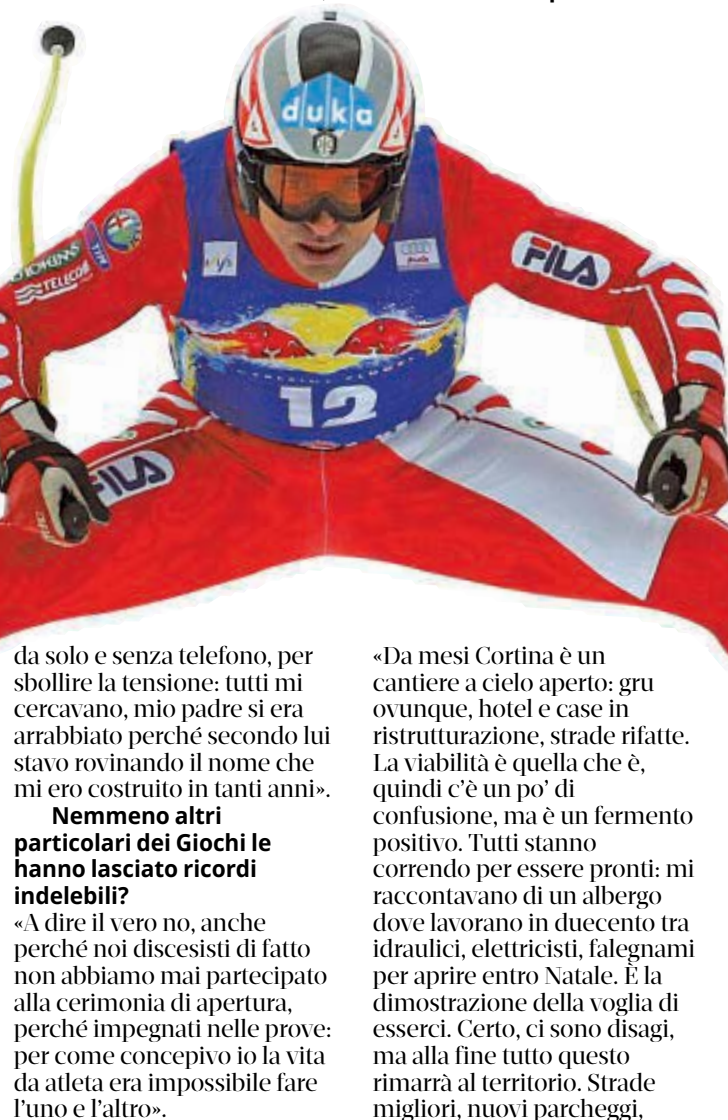 duka
TIM
TELECOM
FILA
Audi
12
FILA
da solo e senza telefono, per
sbollire la tensione: tutti mi
cercavano, mio padre si era
arrabbiato perché secondo lui
stavo rovinando il nome che
mi ero costruito in tanti anni».
Nemmeno altri
particolari dei Giochi le
hanno lasciato ricordi
indelebili?
«A dire il vero no, anche
perché noi discesisti di fatto
non abbiamo mai partecipato
alla cerimonia di apertura,
perché impegnati nelle prove:
per come concepivo io la vita
da atleta era impossibile fare
l’uno e l’altro».
«Da mesi Cortina è un
cantiere a cielo aperto: gru
ovunque, hotel e case in
ristrutturazione, strade rifatte.
La viabilità è quella che è,
quindi c’è un po’ di
confusione, ma è un fermento
positivo. Tutti stanno
correndo per essere pronti: mi
raccontavano di un albergo
dove lavorano in duecento tra
idraulici, elettricisti, falegnami
per aprire entro Natale. È la
dimostrazione della voglia di
esserci. Certo, ci sono disagi,
ma alla fine tutto questo
rimarrà al territorio. Strade
migliori, nuovi parcheggi,